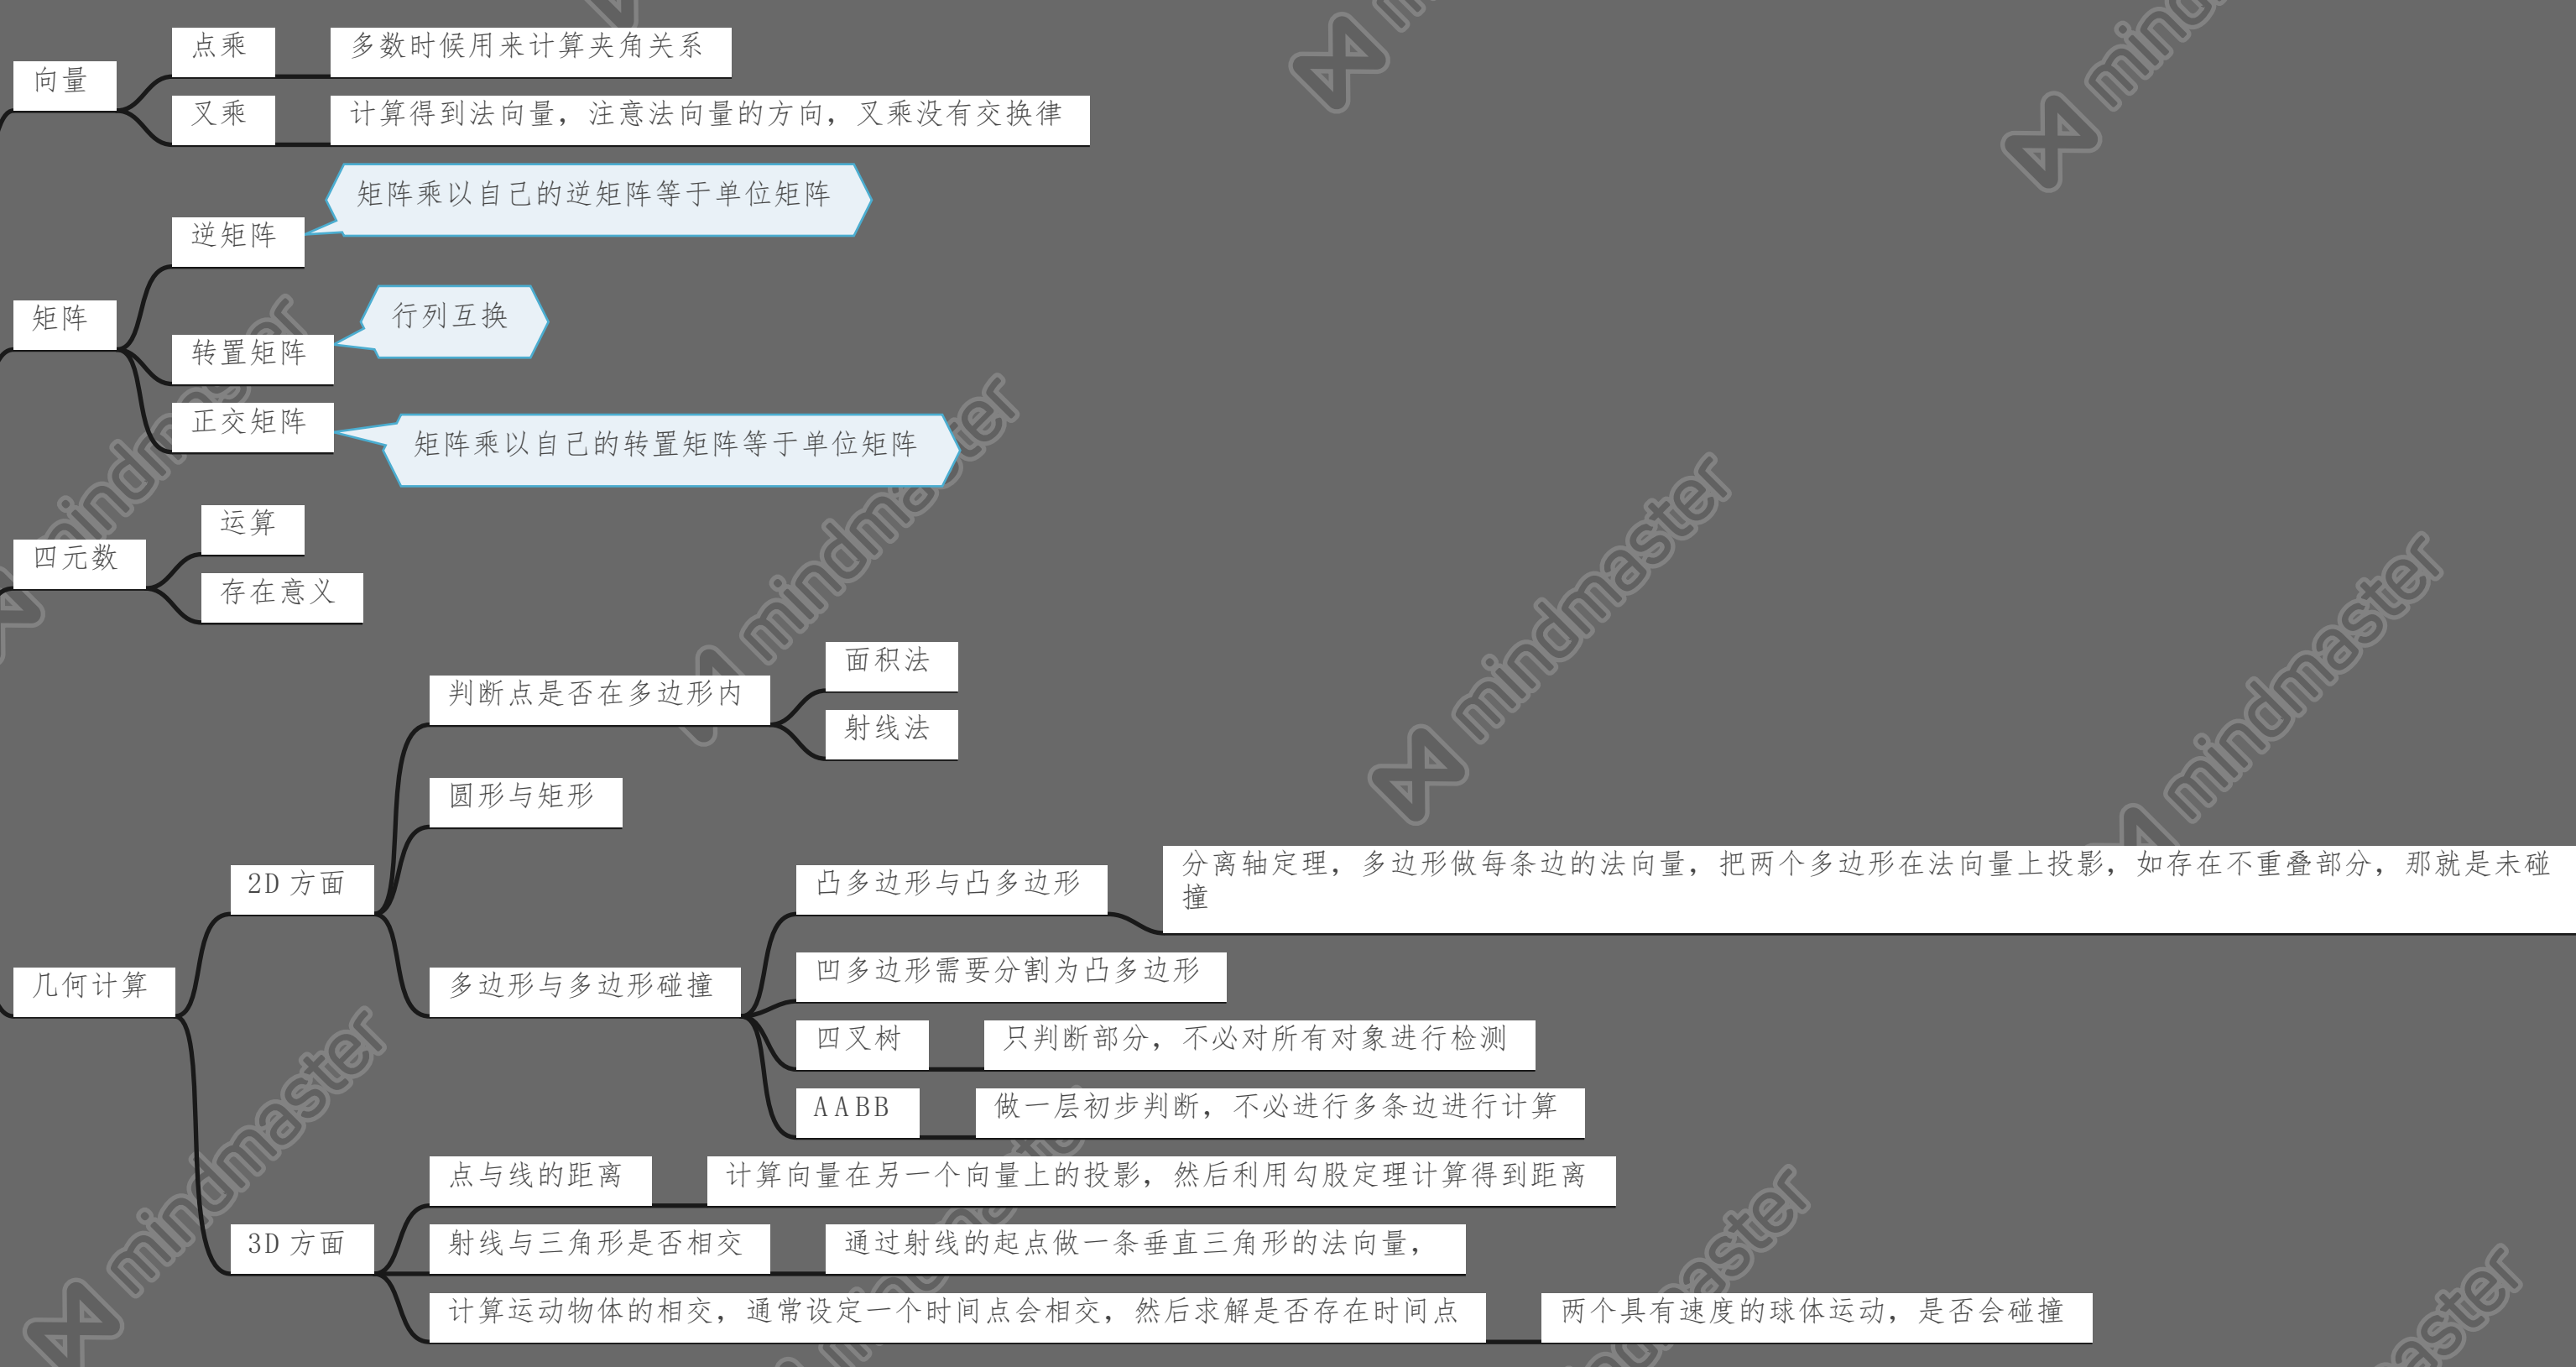 点乘
多数时候用来计算夹角关系
向量
叉乘
计算得到法向量，注意法向量的方向，叉乘没有交换律
矩阵乘以自己的逆矩阵等于单位矩阵
逆矩阵
行列互换
矩阵
转置矩阵
正交矩阵
矩阵乘以自己的转置矩阵等于单位矩阵
运算
四元数
存在意义
面积法
判断点是否在多边形内
射线法
圆形与矩形
2D方面
凸多边形与凸多边形
分离轴定理，多边形做每条边的法向量，把两个多边形在法向量上投影，如存在不重叠部分，那就是未碰
撞
几何计算
多边形与多边形碰撞
凹多边形需要分割为凸多边形
四叉树
只判断部分，不必对所有对象进行检测
AABB
做一层初步判断，不必进行多条边进行计算
点与线的距离
计算向量在另一个向量上的投影，然后利用勾股定理计算得到距离
3D方面
射线与三角形是否相交
通过射线的起点做一条垂直三角形的法向量，
计算运动物体的相交，通常设定一个时间点会相交，然后求解是否存在时间点
两个具有速度的球体运动，是否会碰撞
mindmaster
mindmaster
mindmaster
mindmaster
mindmaster